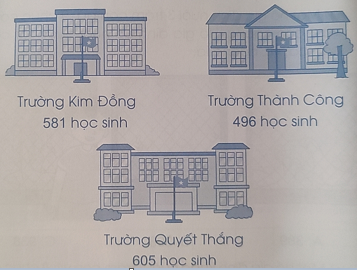 Trường Kim Đồng
581 học sinh
Trường Thành Công
496 học sinh
Trường Quyết Thắng
605 học sinh